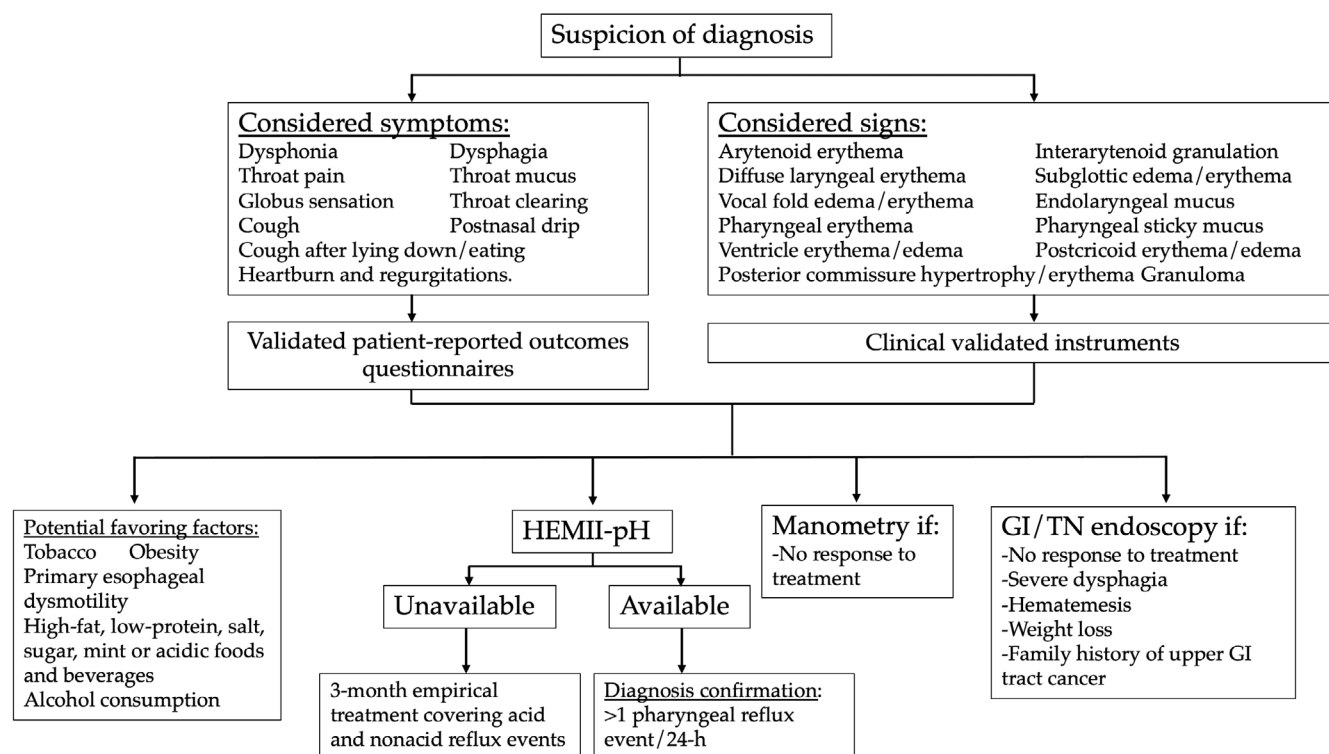 Suspicion of diagnosis
Considered symptoms:
Dysphonia Dysphagia
Throat pain Throat mucus
Globus sensation Throat clearing
Cough Postnasal drip
Cough after lying down/eating
Heartburn and regurgitations.
Considered signs:
Arytenoid erythema Interarytenoid granulation
Diffuse laryngeal erythema Subglottic edema/erythema
Vocal fold edema/erythema Endolaryngeal mucus
Pharyngeal erythema Pharyngeal sticky mucus
Ventricle erythema/edema Postcricoid erythema/edema
Posterior commissure hypertrophy/erythema Granuloma
Validated patient-reported outcomes
questionnaires
Clinical validated instruments
Potential favoring factors:
Tobacco Obesity
Primary esophageal
dysmotility
High-fat, low-protein, salt,
sugar, mint or acidic foods
and beverages
Alcohol consumption
HEMII-pH
Unavailable
Available
3-month empirical
treatment covering acid
and nonacid reflux events
Diagnosis confirmation:
>1 pharyngeal reflux
event/24-h
Manometry if:
-No response to
treatment
GI/TN endoscopy if:
-No response to treatment
-Severe dysphagia
-Hematemesis
-Weight loss
-Family history of upper GI
tract cancer